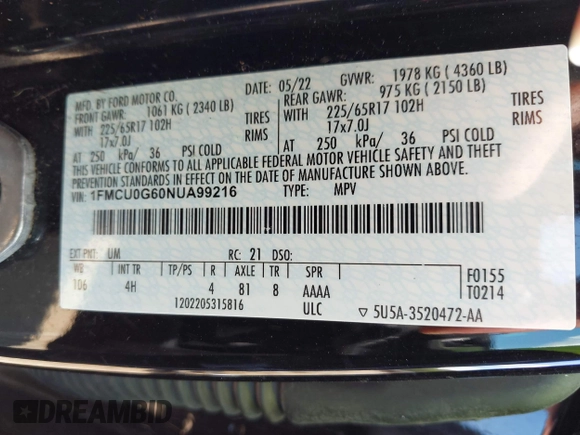 MFD. BY FORD MOTOR CO.
DATE: 05/22 GVWR: 1978 KG ( 4360 LB)
FRONT GAWR: 1061 KG ( 2340 LB)
REAR GAWR: 975 KG ( 2150 LB)
WITH 225/65R17 102H TIRES
WITH 225/65R17 102H TIRES
17x7.0J RIMS
17x7.0J RIMS
AT 250 kPa/ 36 PSI COLD
AT 250 kPa/ 36 PSI COLD
THIS VEHICLE CONFORMS TO ALL APPLICABLE FEDERAL MOTOR VEHICLE SAFETY AND THEFT
PREVENTION STANDARDS IN EFFECT ON THE DATE OF MANUFACTURE SHOWN ABOVE.
VIN: 1FMCU0G60NUA99216 TYPE: MPV
EXT PNT: UM RC: 21 DSO:
WB INT TR TP/PS R AXLE TR SPR
106 4H 4 81 8 AAAA
1202205315816 ULC
F0155
T0214
▽ 5U5A-3520472-AA
DREAMBID